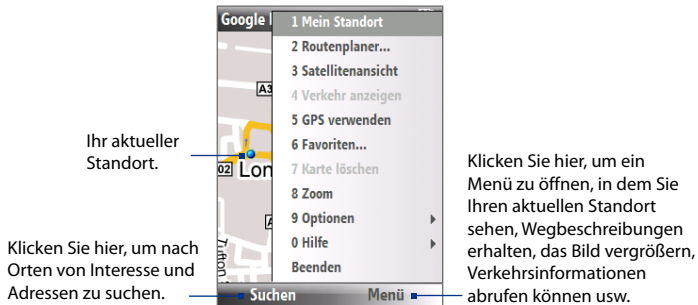 Google
1 Mein Standort
2 Routenplaner...
3 Satellitenansicht
4 Verkehr anzeigen
5 GPS verwenden
6 Favoriten...
7 Karte löschen
8 Zoom
9 Optionen
0 Hilfe
Beenden
Suchen Menü
A3
02 Lon
Ihr aktueller
Standort.
Klicken Sie hier, um nach
Orten von Interesse und
Adressen zu suchen.
Klicken Sie hier, um ein
Menü zu öffnen, in dem Sie
Ihren aktuellen Standort
sehen, Wegbeschreibungen
erhalten, das Bild vergrößern,
Verkehrsinformationen
abrufen können usw.